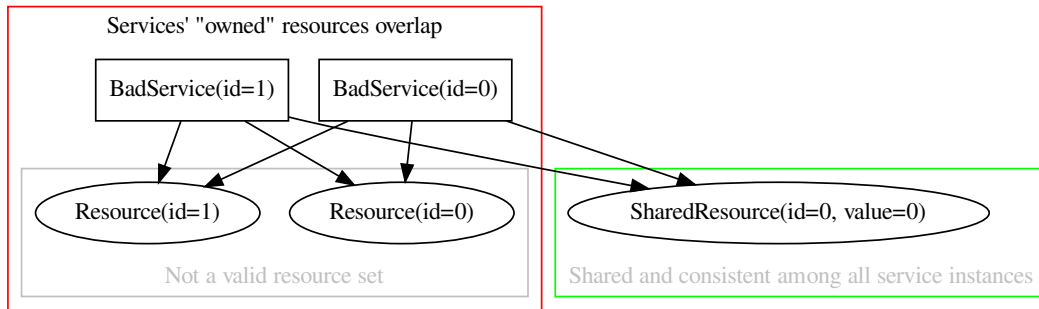 Services' "owned" resources overlap
BadService(id=1)
BadService(id=0)
Resource(id=1)
Resource(id=0)
SharedResource(id=0, value=0)
Not a valid resource set
Shared and consistent among all service instances